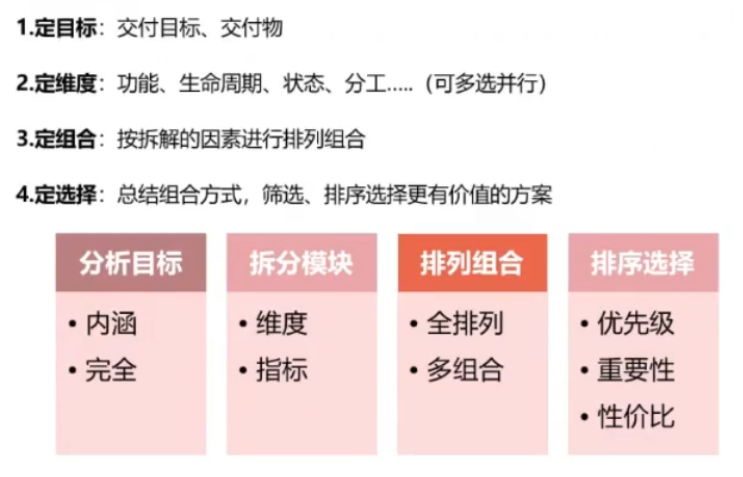 1.定目标：交付目标、交付物
2.定维度：功能、生命周期、状态、分工.....（可多选并行）
3.定组合：按拆解的因素进行排列组合
4.定选择：总结组合方式，筛选、排序选择更有价值的方案
分析目标
• 内涵
• 完全
拆分模块
• 维度
• 指标
排列组合
• 全排列
• 多组合
排序选择
• 优先级
• 重要性
• 性价比